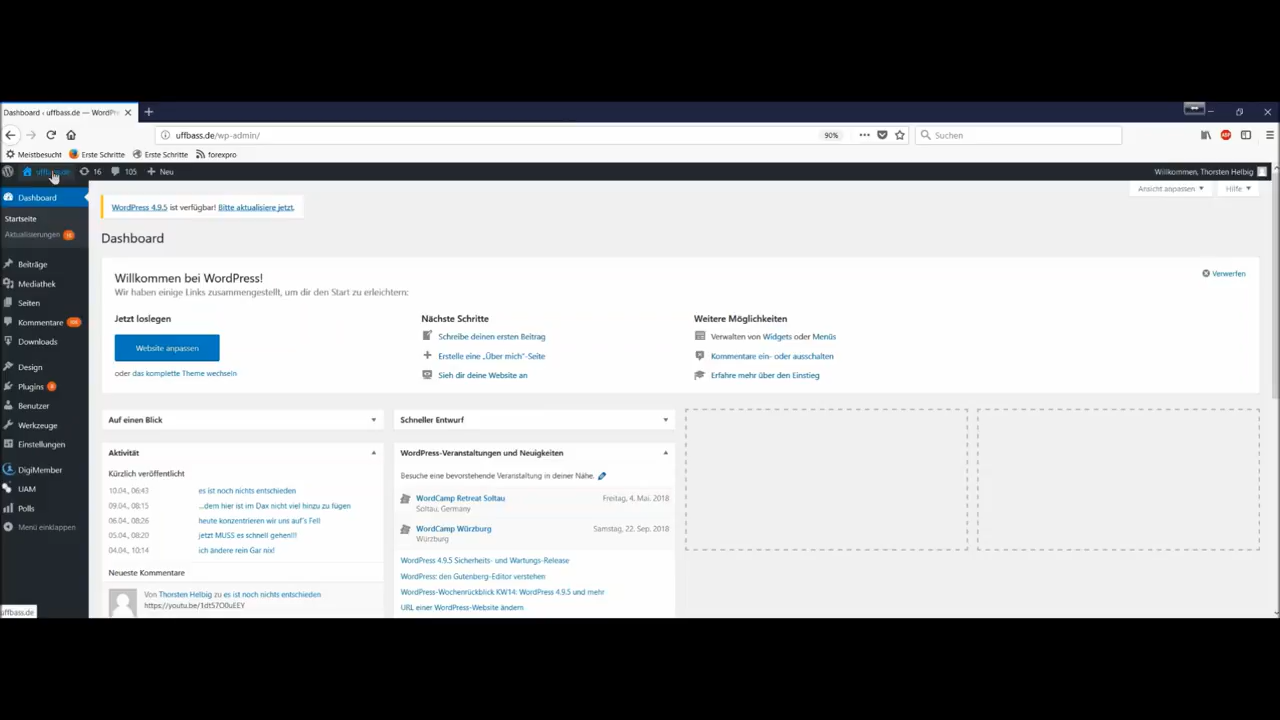 Dashboard ‹ uffbass.de — WordPr
uffbass.de/wp-admin/
90%
Suchen
Meistbesucht
Erste Schritte
Erste Schritte
forexpro
uffbass.de
16
105
Neu
Willkommen, Thorsten Helbig
Dashboard
Startseite
Aktualisierungen
Beiträge
Mediathek
Seiten
Kommentare
Downloads
Design
Plugins
Benutzer
Werkzeuge
Einstellungen
DigiMember
UAM
Polls
Menü einklappen
Ansicht anpassen
Hilfe
WordPress 4.9.5 ist verfügbar! Bitte aktualisiere jetzt.
Dashboard
Willkommen bei WordPress!
Wir haben einige Links zusammengestellt, um dir den Start zu erleichtern:
Verwerfen
Jetzt loslegen
Website anpassen
oder das komplette Theme wechseln
Nächste Schritte
Schreibe deinen ersten Beitrag
Erstelle eine „Über mich“-Seite
Sieh dir deine Website an
Weitere Möglichkeiten
Verwalten von Widgets oder Menüs
Kommentare ein- oder ausschalten
Erfahre mehr über den Einstieg
Auf einen Blick
Aktivität
Kürzlich veröffentlicht
10.04., 06:43 es ist noch nichts entschieden
09.04., 08:15 ...dem hier ist im Dax nicht viel hinzu zu fügen
06.04., 08:26 heute konzentrieren wir uns auf's Fell
05.04., 08:20 jetzt MUSS es schnell gehen!!!
04.04., 10:14 ich ändere rein Gar nix!
Neueste Kommentare
Von Thorsten Helbig zu es ist noch nichts entschieden
https://youtu.be/1dt57O0uEEY
Schneller Entwurf
WordPress-Veranstaltungen und Neuigkeiten
Besuche eine bevorstehende Veranstaltung in deiner Nähe.
WordCamp Retreat Soltau Freitag, 4. Mai. 2018
Soltau, Germany
WordCamp Würzburg Samstag, 22. Sep. 2018
Würzburg
WordPress 4.9.5 Sicherheits- und Wartungs-Release
WordPress: den Gutenberg-Editor verstehen
WordPress-Wochenrückblick KW14: WordPress 4.9.5 und mehr
URL einer WordPress-Website ändern
uffbass.de